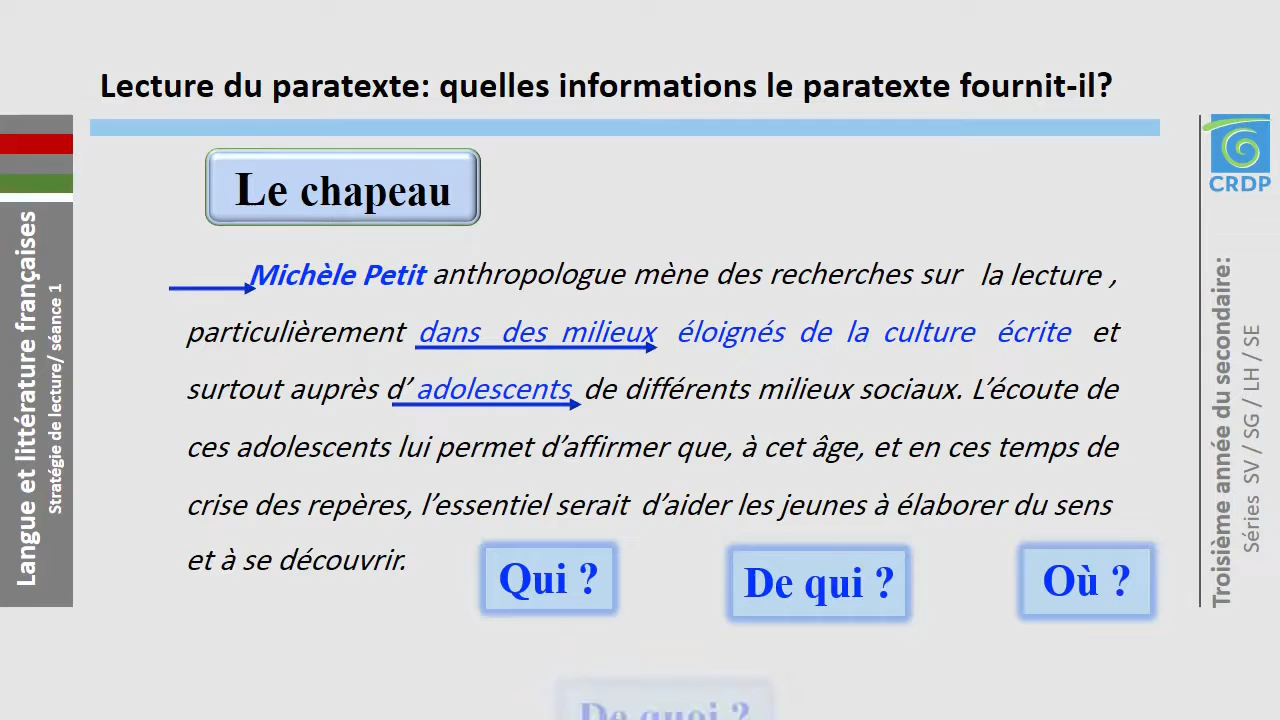 Lecture du paratexte: quelles informations le paratexte fournit-il?
Le chapeau
Michèle Petit anthropologue mène des recherches sur la lecture ,
particulièrement dans des milieux éloignés de la culture écrite et
surtout auprès d’ adolescents de différents milieux sociaux. L’écoute de
ces adolescents lui permet d’affirmer que, à cet âge, et en ces temps de
crise des repères, l’essentiel serait d’aider les jeunes à élaborer du sens
et à se découvrir.
Qui ?
De qui ?
Où ?
De quoi ?
Langue et littérature françaises
Stratégie de lecture/ séance 1
CRDP
Troisième année du secondaire:
Séries SV / SG / LH / SE